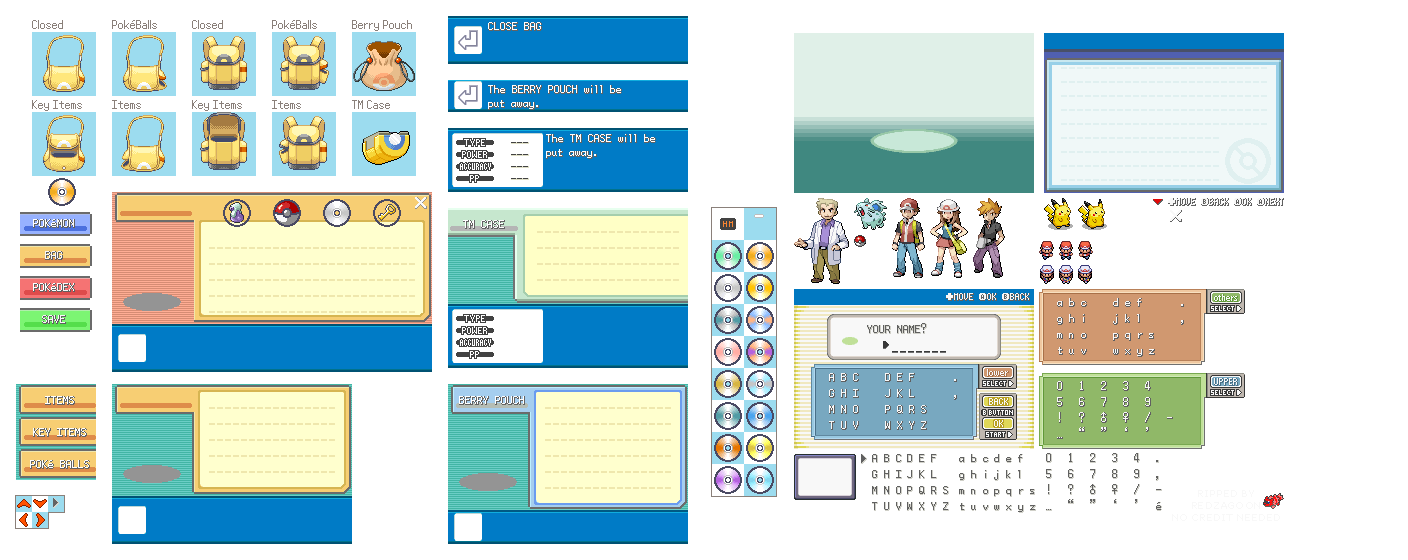 Closed
PokéBalls
Closed
PokéBalls
Berry Pouch
Key Items
Items
Key Items
Items
TM Case
POKéMON
BAG
POKéDEX
SAVE
ITEMS
KEY ITEMS
POKé BALLS
CLOSE BAG
The BERRY POUCH will be
put away.
TYPE ---
POWER ---
ACCURACY ---
PP ---
The TM CASE will be
put away.
TM CASE
TYPE
POWER
ACCURACY
PP
BERRY POUCH
HM
MOVE BACK OK NEXT
MOVE A OK B BACK
YOUR NAME?
_ _ _ _ _ _ _
A B C D E F .
G H I J K L ,
M N O P Q R S
T U V W X Y Z
lower
SELECT
BACK
B BUTTON
OK
START
a b c d e f .
g h i j k l ,
m n o p q r s
t u v w x y z
others
SELECT
0 1 2 3 4
5 6 7 8 9
! ? ♂ ♀ / -
… “ ” ‘ ’
UPPER
SELECT
A B C D E F a b c d e f 0 1 2 3 4 .
G H I J K L g h i j k l 5 6 7 8 9 ,
M N O P Q R S m n o p q r s ! ? ♂ ♀ / -
T U V W X Y Z t u v w x y z … “ ” ‘ ’ é